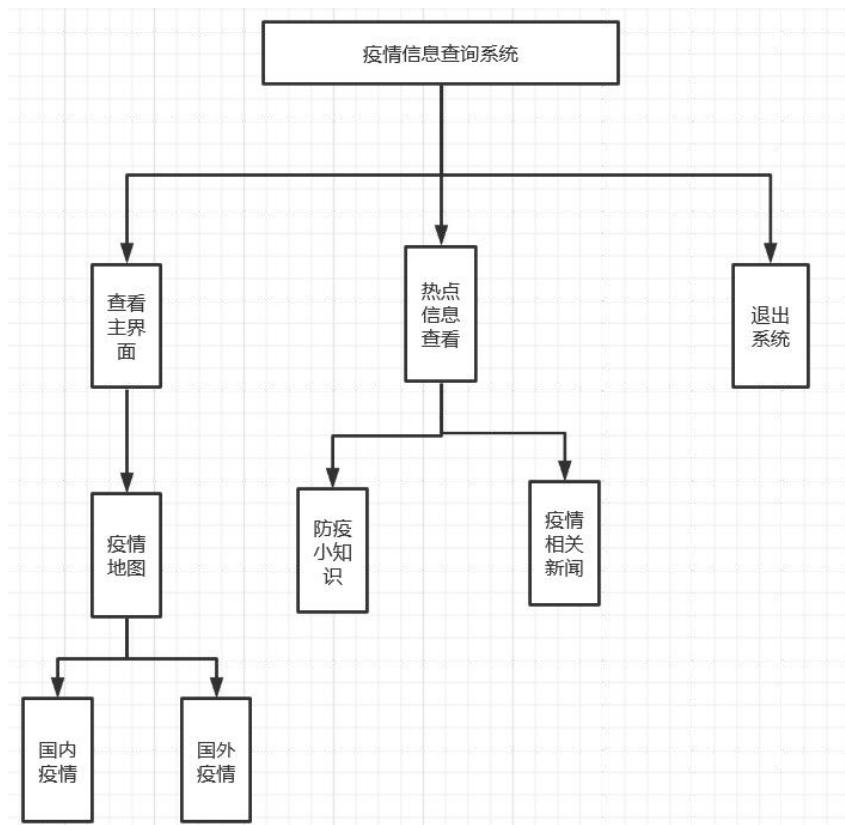 疫情信息查询系统
查看
主界
面
热点
信息
查看
退出
系统
疫情
地图
防疫
小知
识
疫情
相关
新闻
国内
疫情
国外
疫情